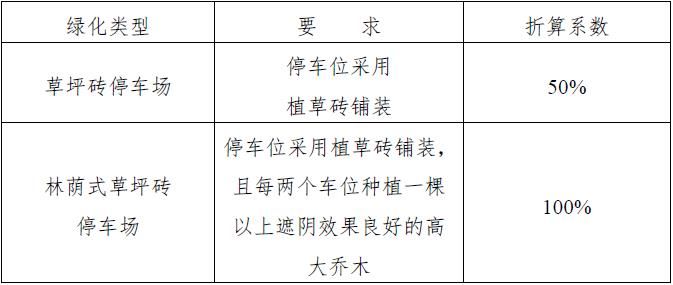 绿化类型 要 求 折算系数
草坪砖停车场 停车位采用
植草砖铺装 50%
林荫式草坪砖
停车场 停车位采用植草砖铺装，
且每两个车位种植一棵
以上遮阴效果良好的高
大乔木 100%